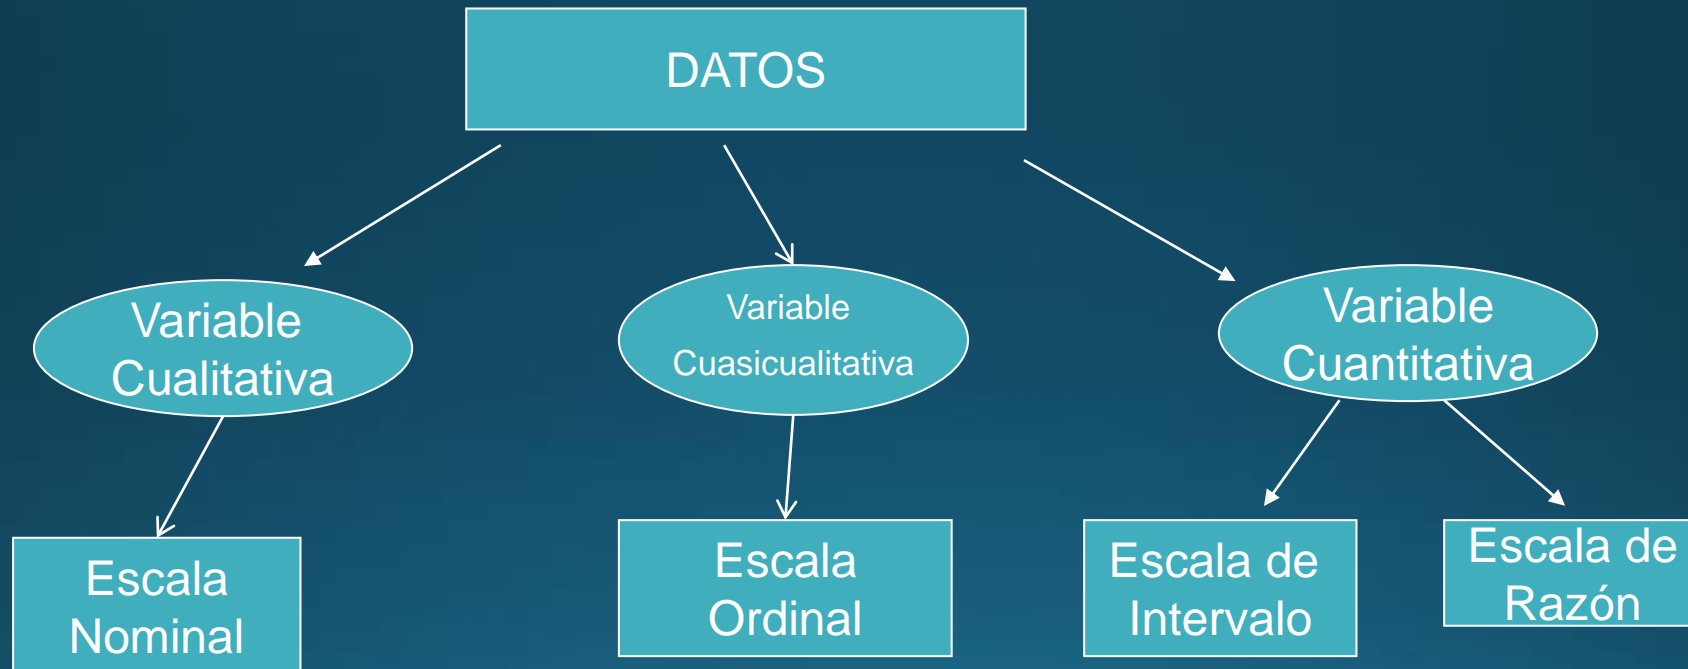 DATOS
Variable
Cualitativa
Variable
Cuasicualitativa
Variable
Cuantitativa
Escala
Nominal
Escala
Ordinal
Escala de
Intervalo
Escala de
Razón